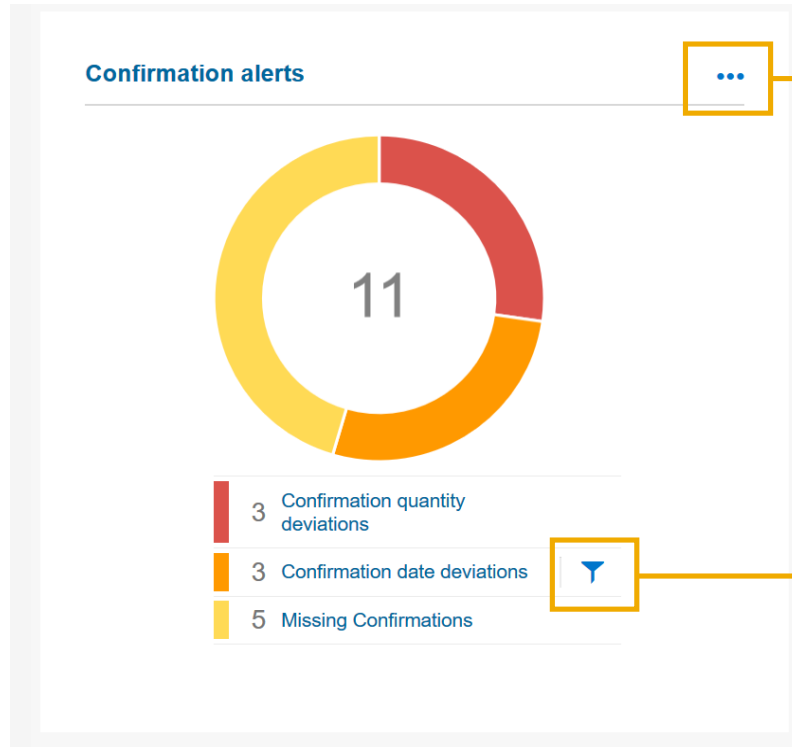 Confirmation alerts
11
3 Confirmation quantity
deviations
3 Confirmation date deviations
5 Missing Confirmations